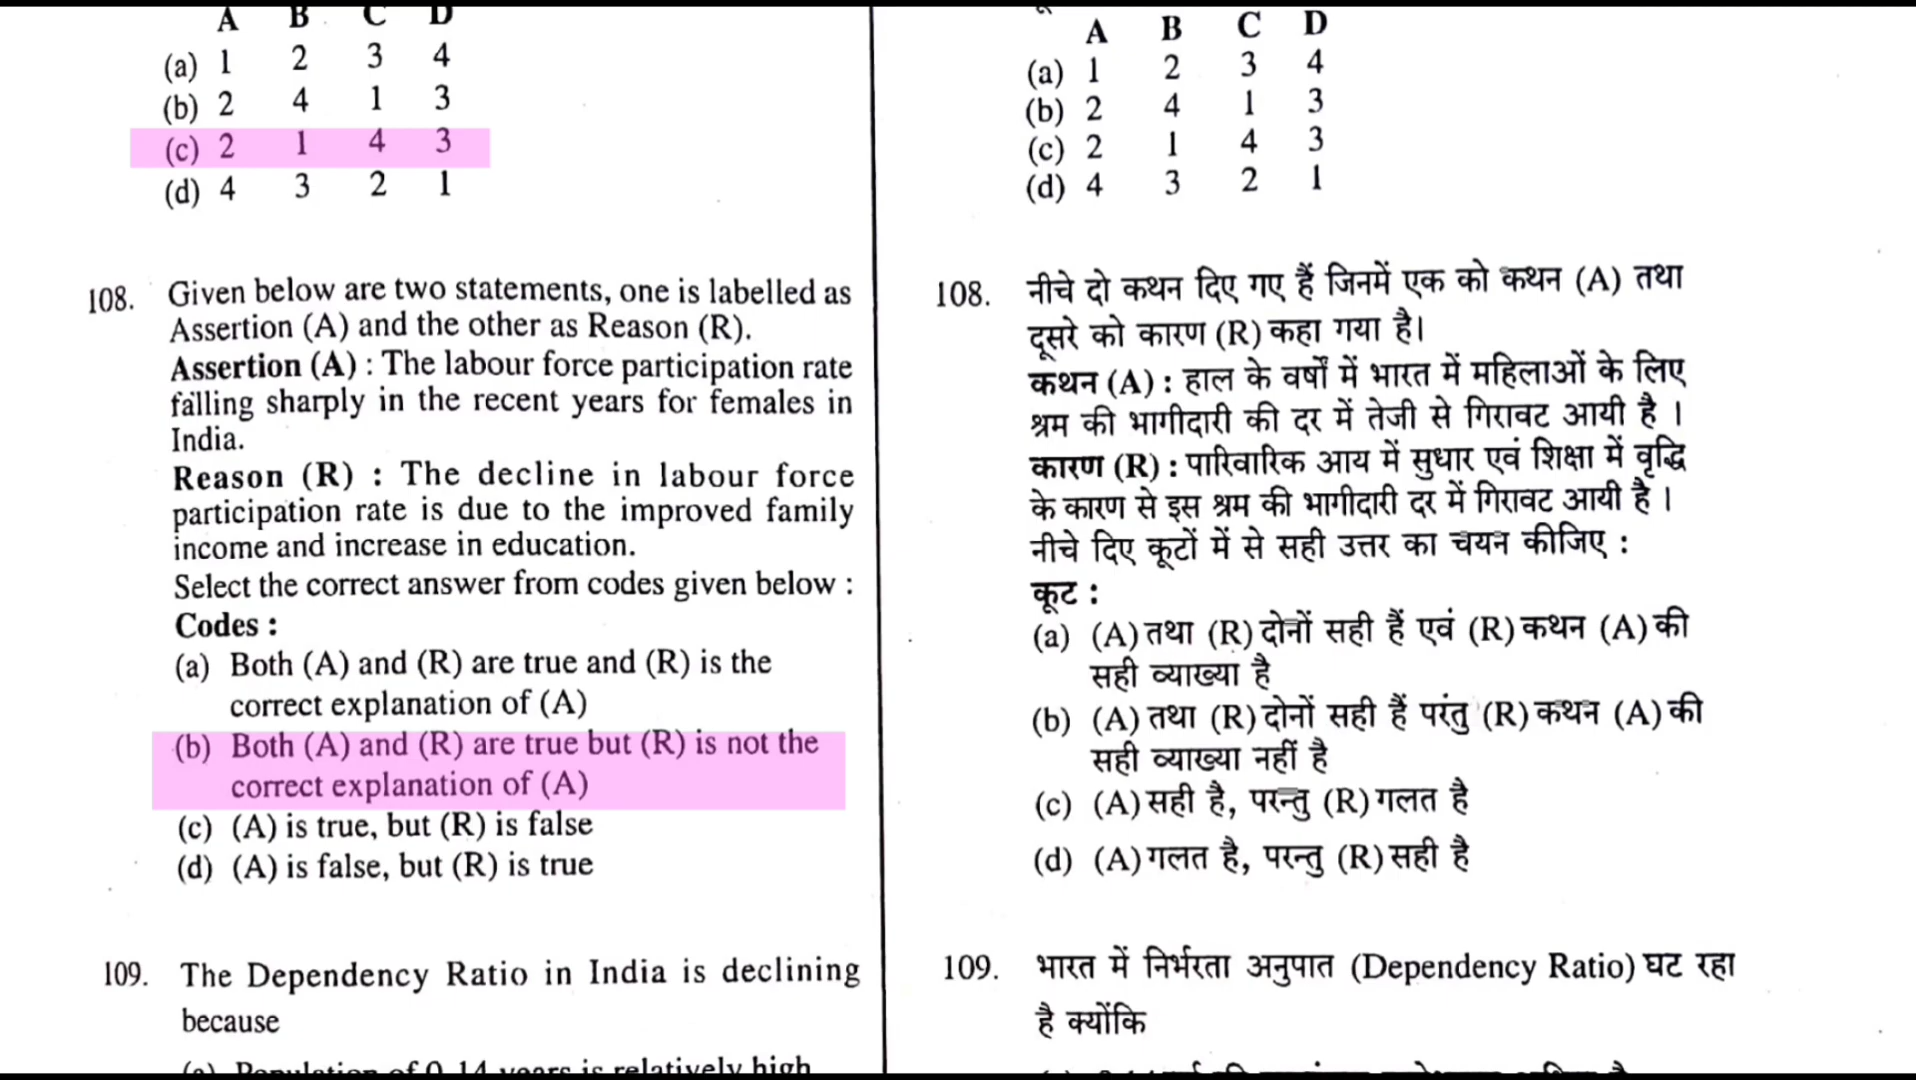 A B C D
(a) 1 2 3 4
(b) 2 4 1 3
(c) 2 1 4 3
(d) 4 3 2 1
108. Given below are two statements, one is labelled as
Assertion (A) and the other as Reason (R).
Assertion (A) : The labour force participation rate
falling sharply in the recent years for females in
India.
Reason (R) : The decline in labour force
participation rate is due to the improved family
income and increase in education.
Select the correct answer from codes given below :
Codes :
(a) Both (A) and (R) are true and (R) is the
correct explanation of (A)
(b) Both (A) and (R) are true but (R) is not the
correct explanation of (A)
(c) (A) is true, but (R) is false
(d) (A) is false, but (R) is true
109. The Dependency Ratio in India is declining
because
(a) Population of 0-14 years is relatively high
A B C D
(a) 1 2 3 4
(b) 2 4 1 3
(c) 2 1 4 3
(d) 4 3 2 1
108. नीचे दो कथन दिए गए हैं जिनमें एक को कथन (A) तथा
दूसरे को कारण (R) कहा गया है।
कथन (A) : हाल के वर्षों में भारत में महिलाओं के लिए
श्रम की भागीदारी की दर में तेजी से गिरावट आयी है ।
कारण (R) : पारिवारिक आय में सुधार एवं शिक्षा में वृद्धि
के कारण से इस श्रम की भागीदारी दर में गिरावट आयी है ।
नीचे दिए कूटों में से सही उत्तर का चयन कीजिए :
कूट :
(a) (A) तथा (R) दोनों सही हैं एवं (R) कथन (A) की
सही व्याख्या है
(b) (A) तथा (R) दोनों सही हैं परंतु (R) कथन (A) की
सही व्याख्या नहीं है
(c) (A) सही है, परन्तु (R) गलत है
(d) (A) गलत है, परन्तु (R) सही है
109. भारत में निर्भरता अनुपात (Dependency Ratio) घट रहा
है क्योंकि